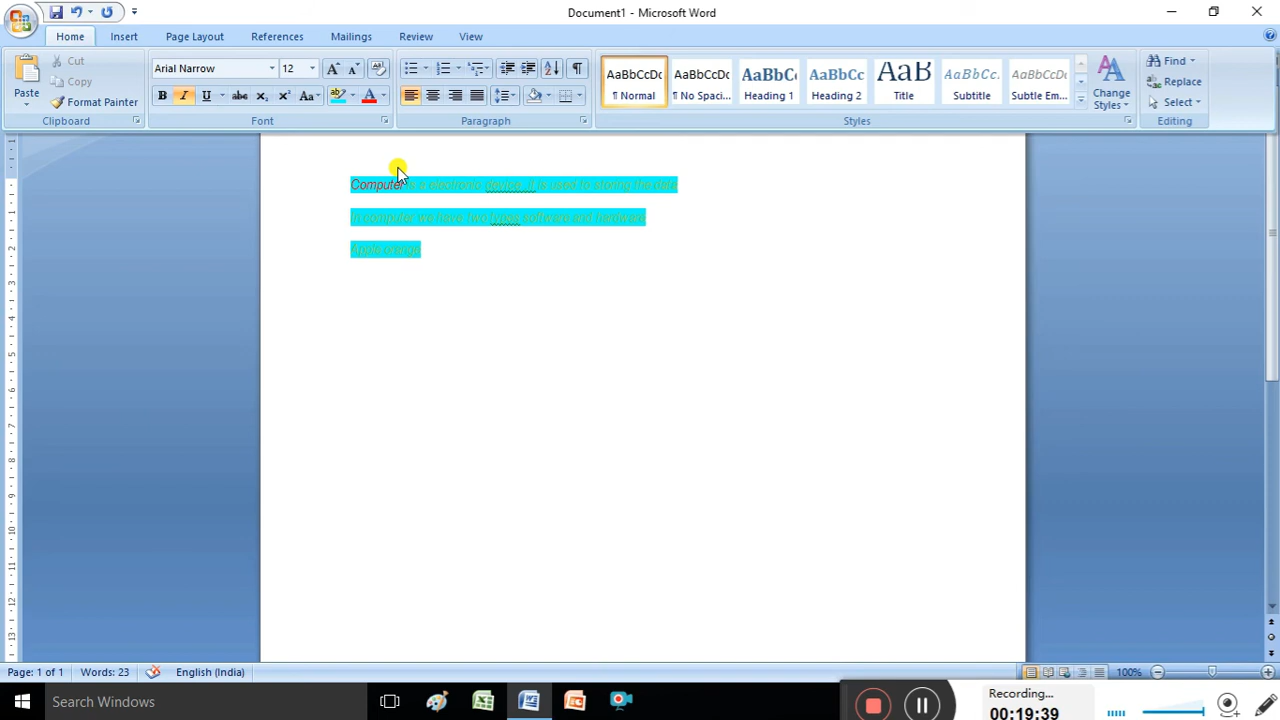 Document1 - Microsoft Word
Home Insert Page Layout References Mailings Review View
Paste
Cut
Copy
Format Painter
Clipboard
Arial Narrow 12
B I U abc x₂ x² Aa
Font
Paragraph
AaBbCcDc AaBbCcDc AaBbCc AaBbCc AaB AaBbCc. AaBbCcDc
¶ Normal ¶ No Spaci... Heading 1 Heading 2 Title Subtitle Subtle Em...
Change Styles
Styles
Find
Replace
Select
Editing
Computer is a electronic device .it is used to storing the data
In computer we have two types software and hardware
Apple orange
Page: 1 of 1 Words: 23 English (India) 100%
Search Windows
Recording...
00:19:39